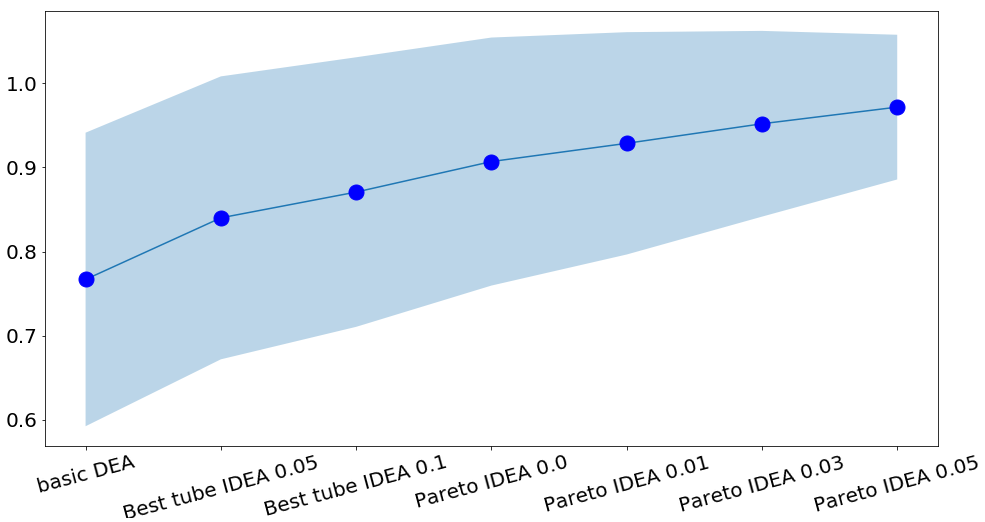 1.0
0.9
0.8
0.7
0.6
basic DEA
Best tube IDEA 0.05
Best tube IDEA 0.1
Pareto IDEA 0.0
Pareto IDEA 0.01
Pareto IDEA 0.03
Pareto IDEA 0.05